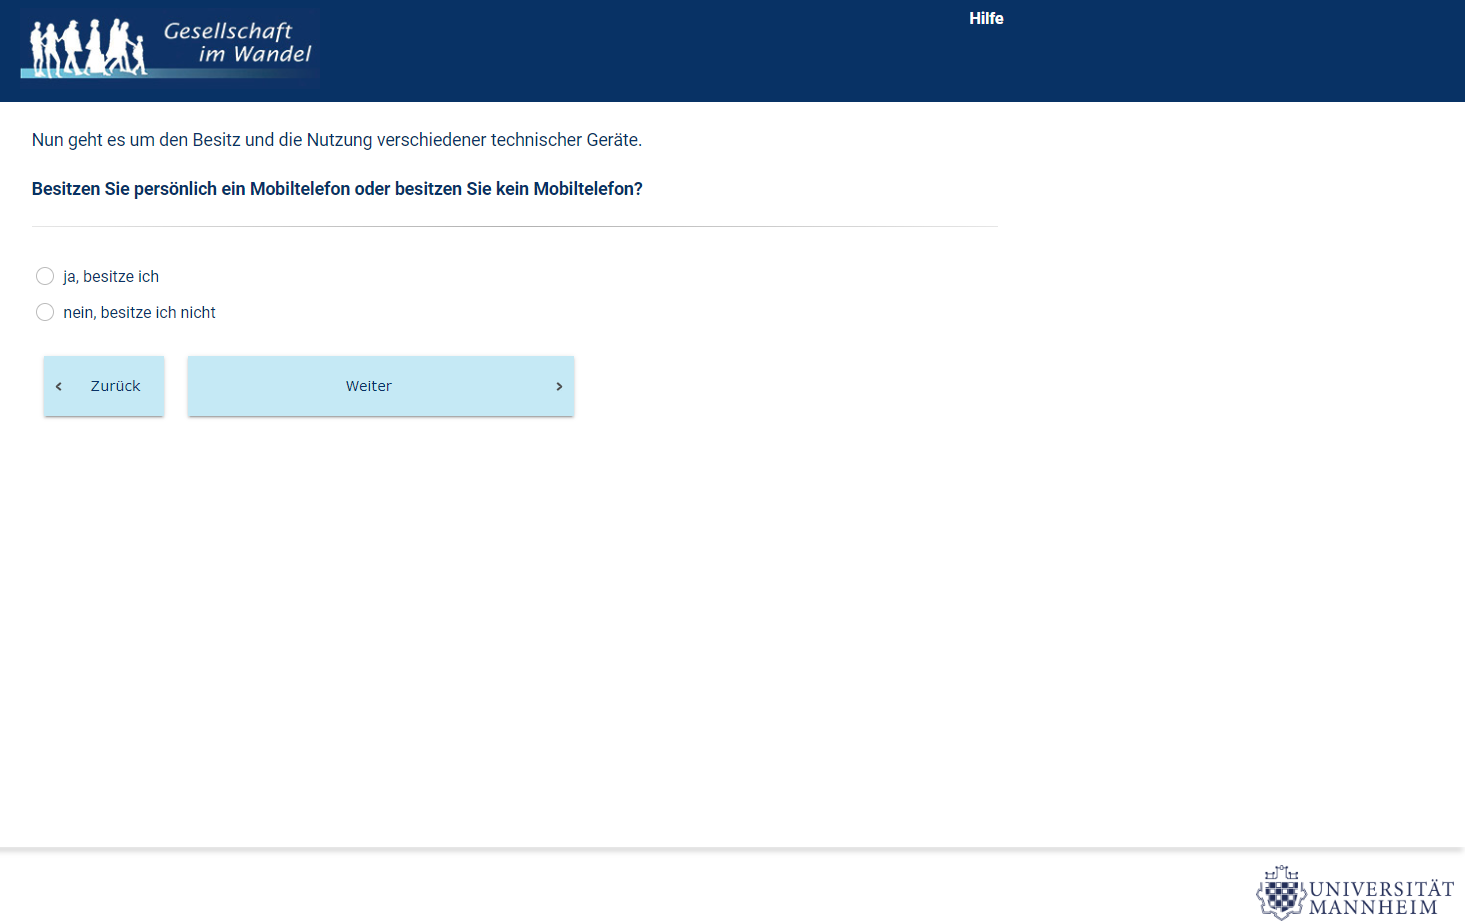 Gesellschaft
im Wandel
Hilfe
Nun geht es um den Besitz und die Nutzung verschiedener technischer Geräte.
Besitzen Sie persönlich ein Mobiltelefon oder besitzen Sie kein Mobiltelefon?
ja, besitze ich
nein, besitze ich nicht
‹ Zurück
Weiter ›
UNIVERSITÄT
MANNHEIM